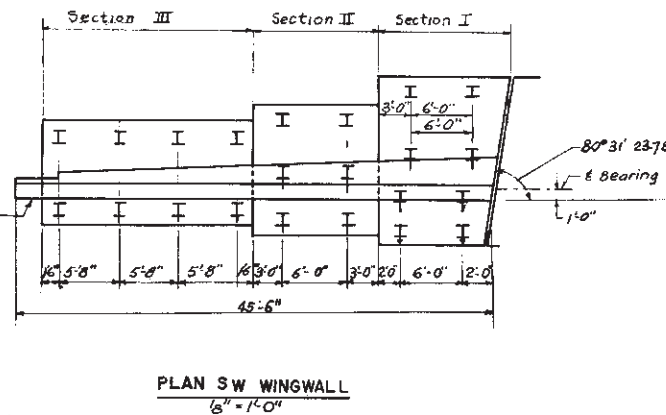 Section III
Section II
Section I
3'-0" 6'-0"
6'-0"
80° 31' 23.78
℄ Bearing
1'-0"
16" 5'-8" 5'-8" 5'-8" 16" 3'-0" 6'-0" 3'-0" 2'0" 6'-0" 2'-0"
45'-6"
PLAN SW WINGWALL
1/8" = 1'-0"